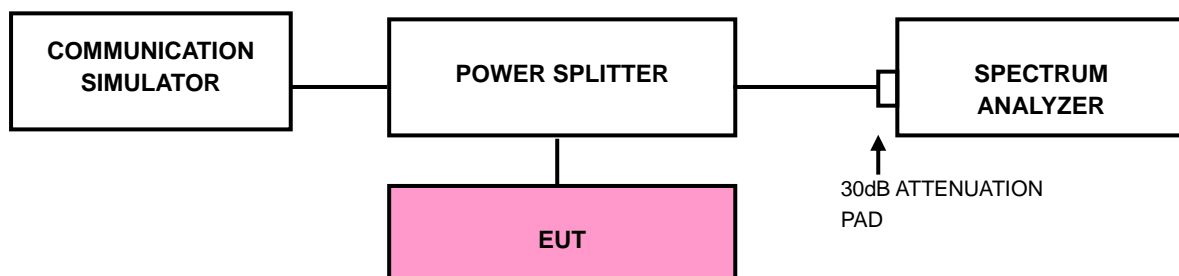 COMMUNICATION
SIMULATOR
POWER SPLITTER
SPECTRUM
ANALYZER
30dB ATTENUATION
PAD
EUT